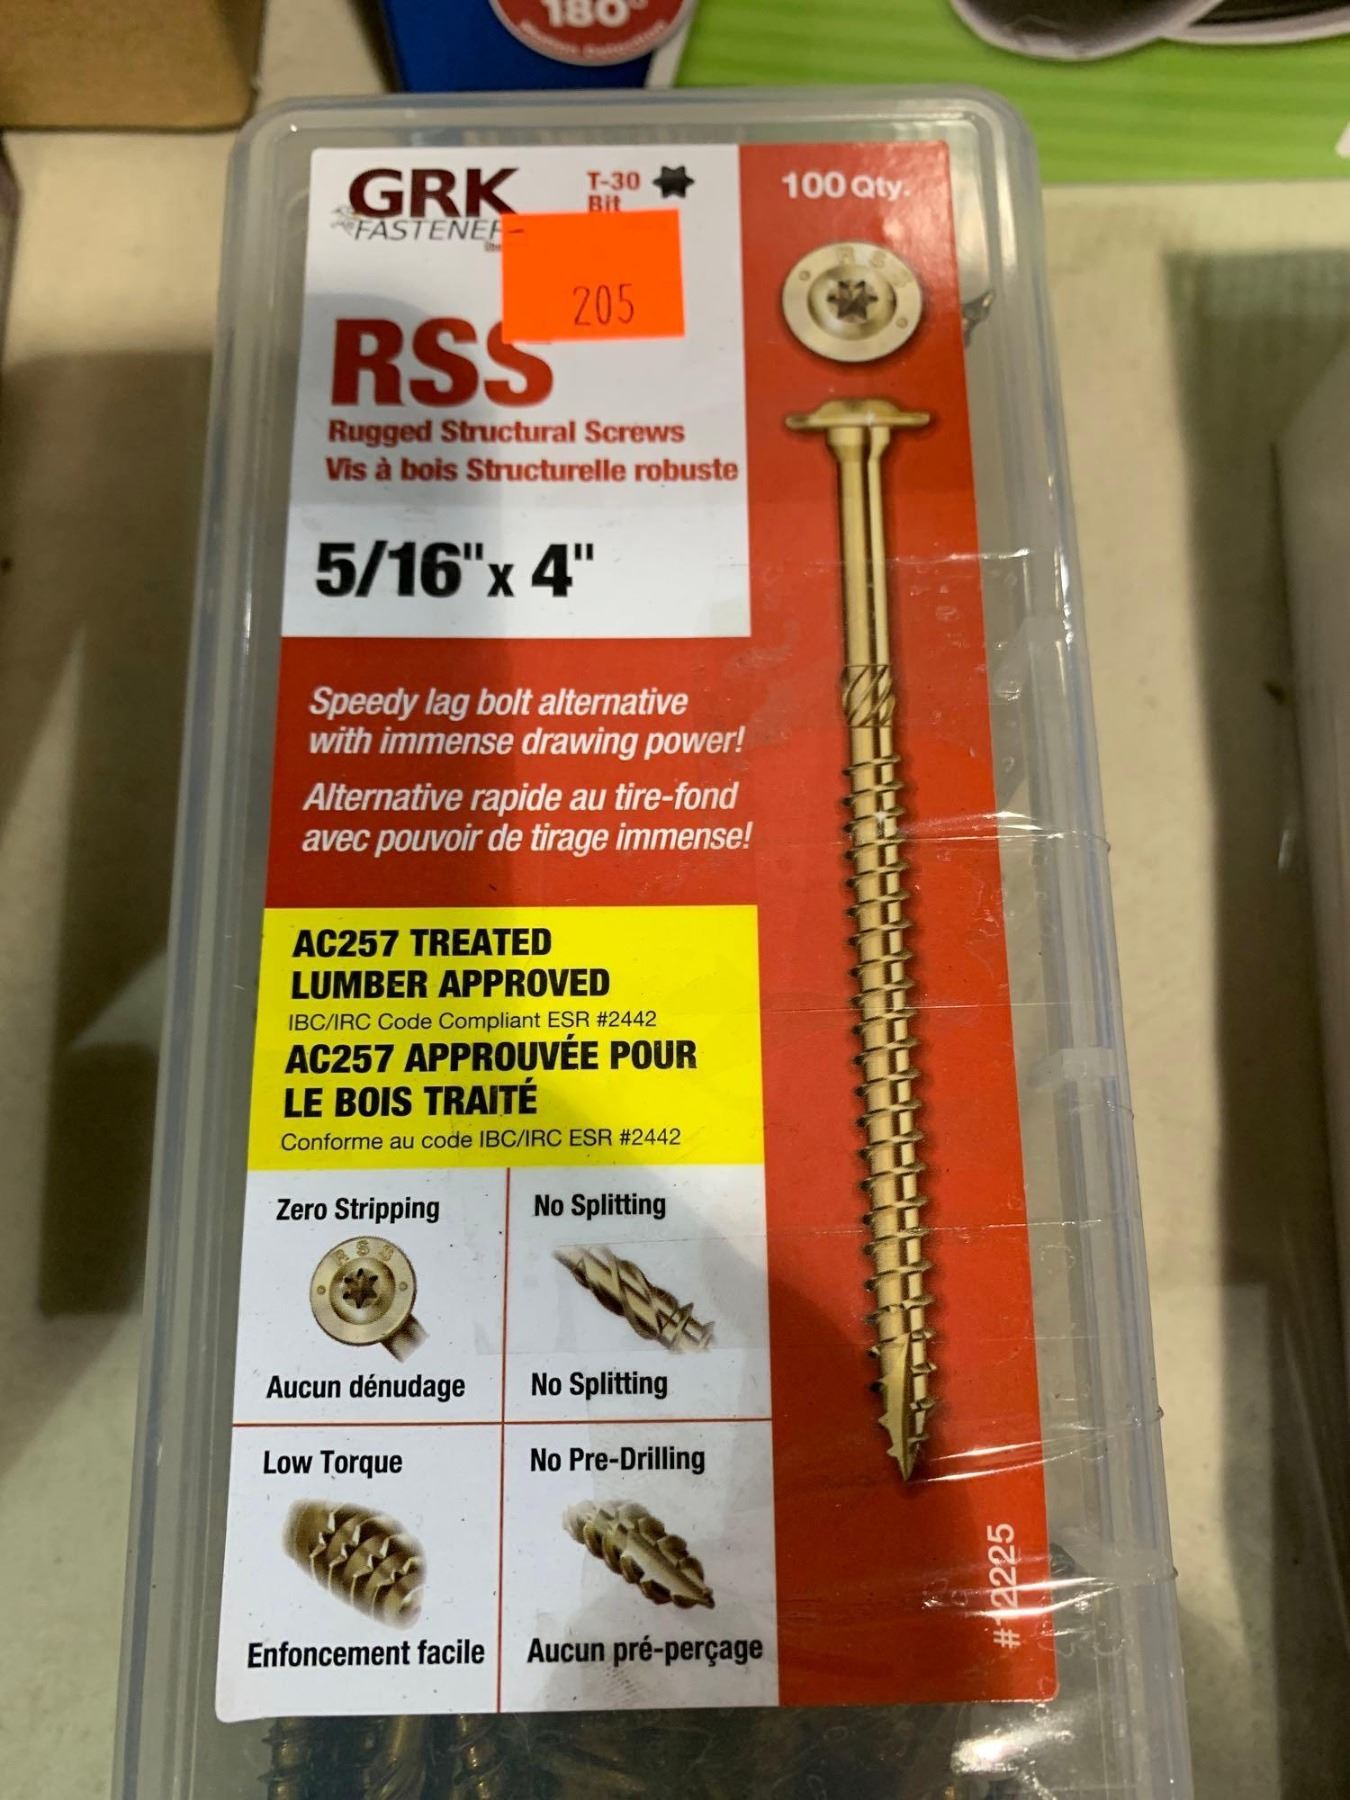 180°
GRK
FASTENER
T-30
Bit
100 Qty.
205
RSS
RSS
Rugged Structural Screws
Vis à bois Structurelle robuste
5/16" x 4"
Speedy lag bolt alternative
with immense drawing power!
Alternative rapide au tire-fond
avec pouvoir de tirage immense!
AC257 TREATED
LUMBER APPROVED
IBC/IRC Code Compliant ESR #2442
AC257 APPROUVÉE POUR
LE BOIS TRAITÉ
Conforme au code IBC/IRC ESR #2442
Zero Stripping
RSS
Aucun dénudage
No Splitting
No Splitting
Low Torque
Enfoncement facile
No Pre-Drilling
Aucun pré-perçage
#12225